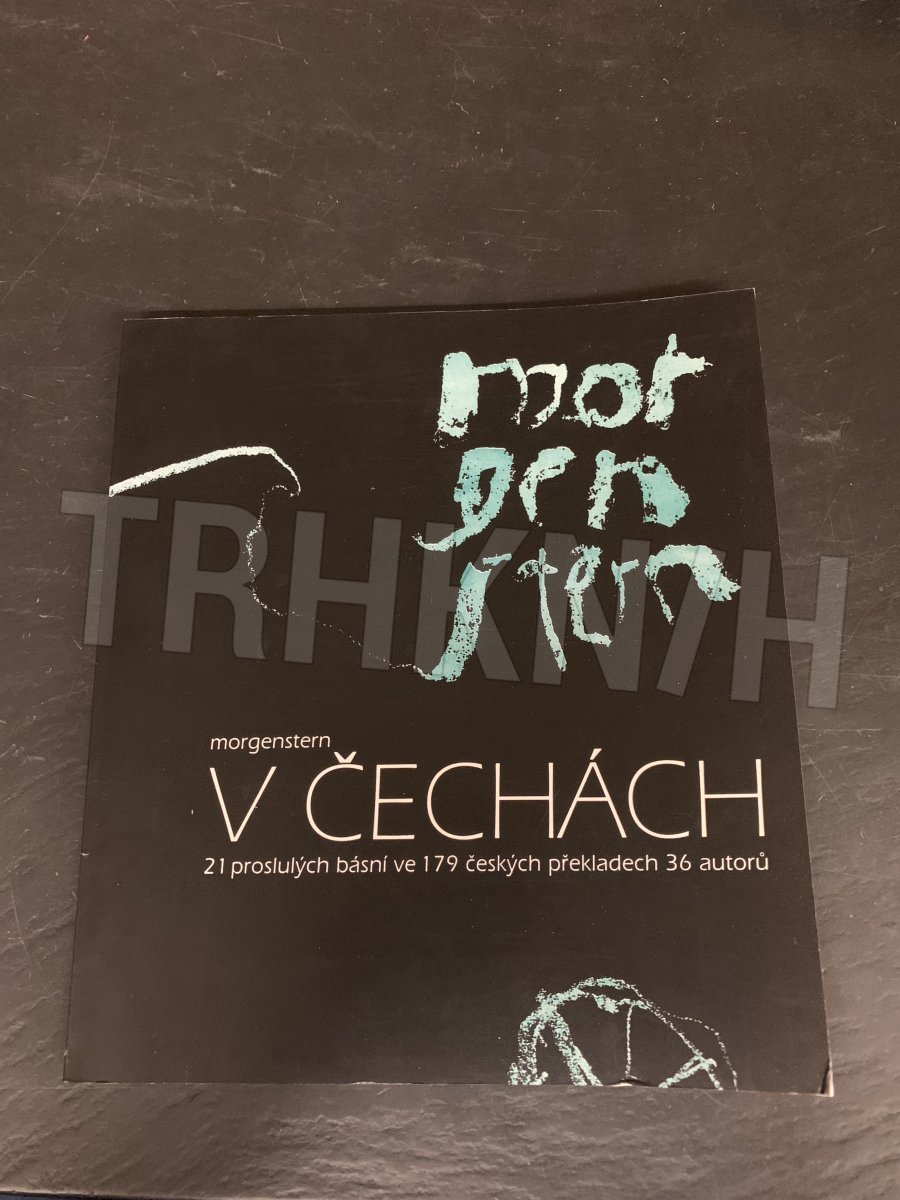 mor
gen
stern
TRHKNIH
morgenstern
V ČECHÁCH
21 proslulých básní ve 179 českých překladech 36 autorů